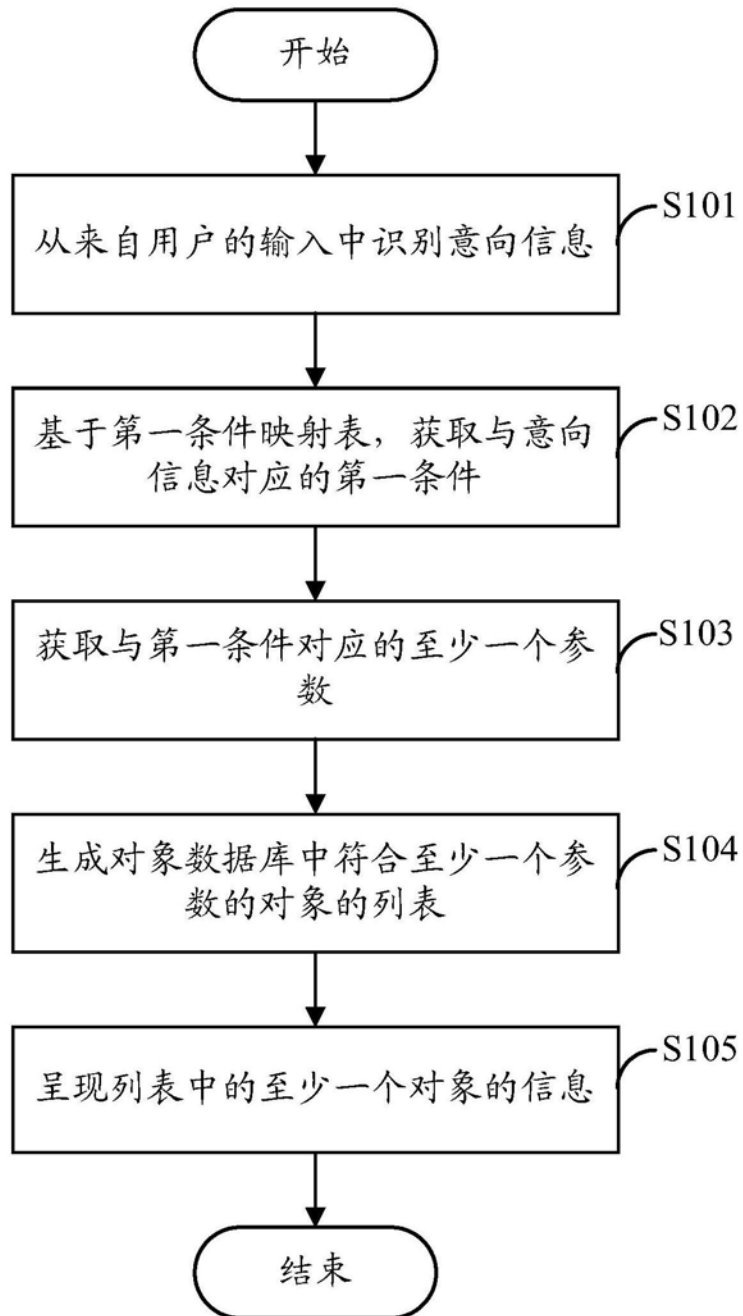 开始
从来自用户的输入中识别意向信息
S101
基于第一条件映射表，获取与意向
信息对应的第一条件
S102
获取与第一条件对应的至少一个参
数
S103
生成对象数据库中符合至少一个参
数的对象的列表
S104
呈现列表中的至少一个对象的信息
S105
结束